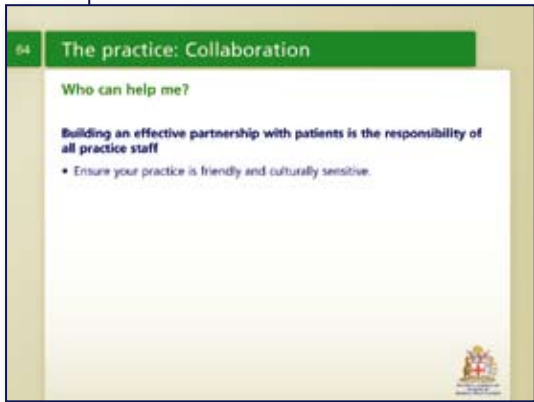 64
The practice: Collaboration
Who can help me?
Building an effective partnership with patients is the responsibility of
all practice staff
• Ensure your practice is friendly and culturally sensitive.